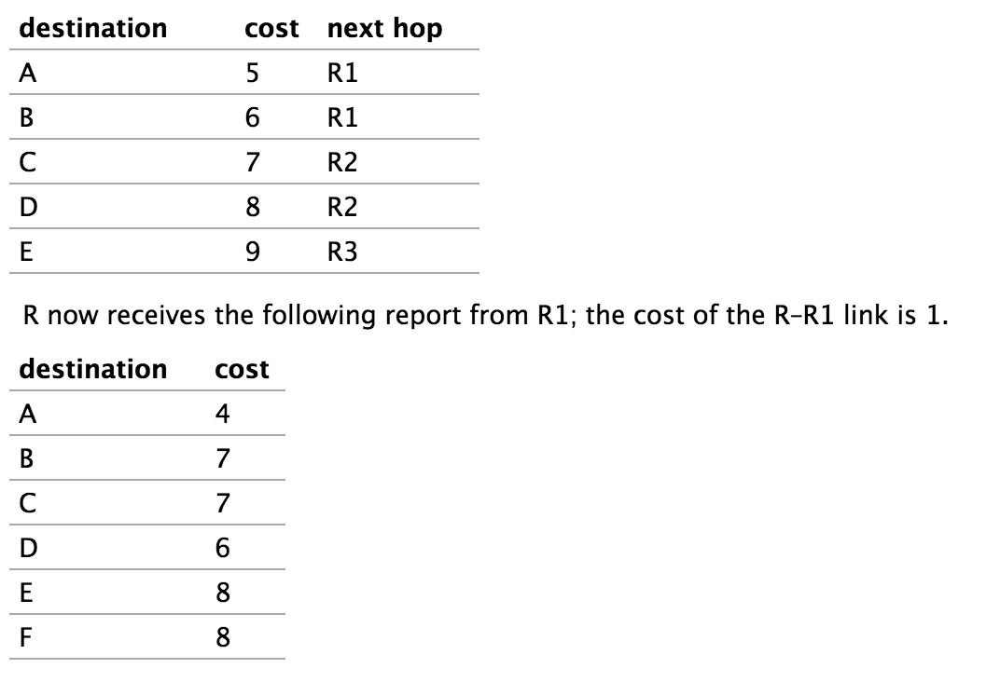 destination cost next hop
A 5 R1
B 6 R1
C 7 R2
D 8 R2
E 9 R3
R now receives the following report from R1; the cost of the R-R1 link is 1.
destination cost
A 4
B 7
C 7
D 6
E 8
F 8